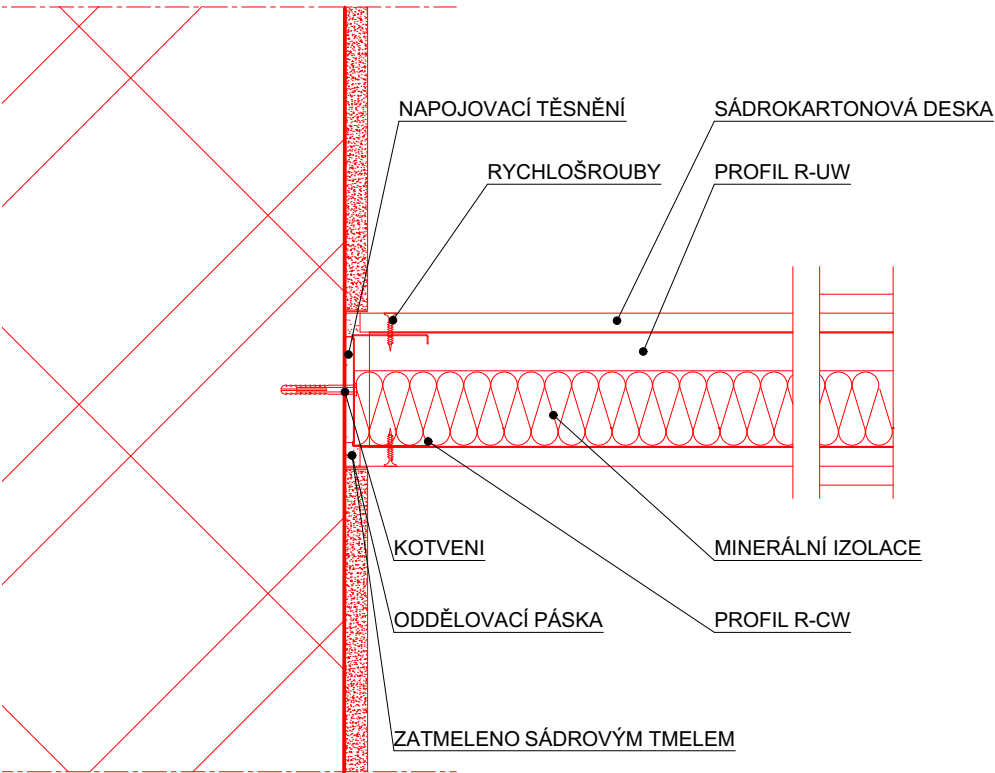 NAPOJOVACÍ TĚSNĚNÍ
SÁDROKARTONOVÁ DESKA
RYCHLOŠROUBY
PROFIL R-UW
KOTVENI
MINERÁLNÍ IZOLACE
ODDĚLOVACÍ PÁSKA
PROFIL R-CW
ZATMELENO SÁDROVÝM TMELEM